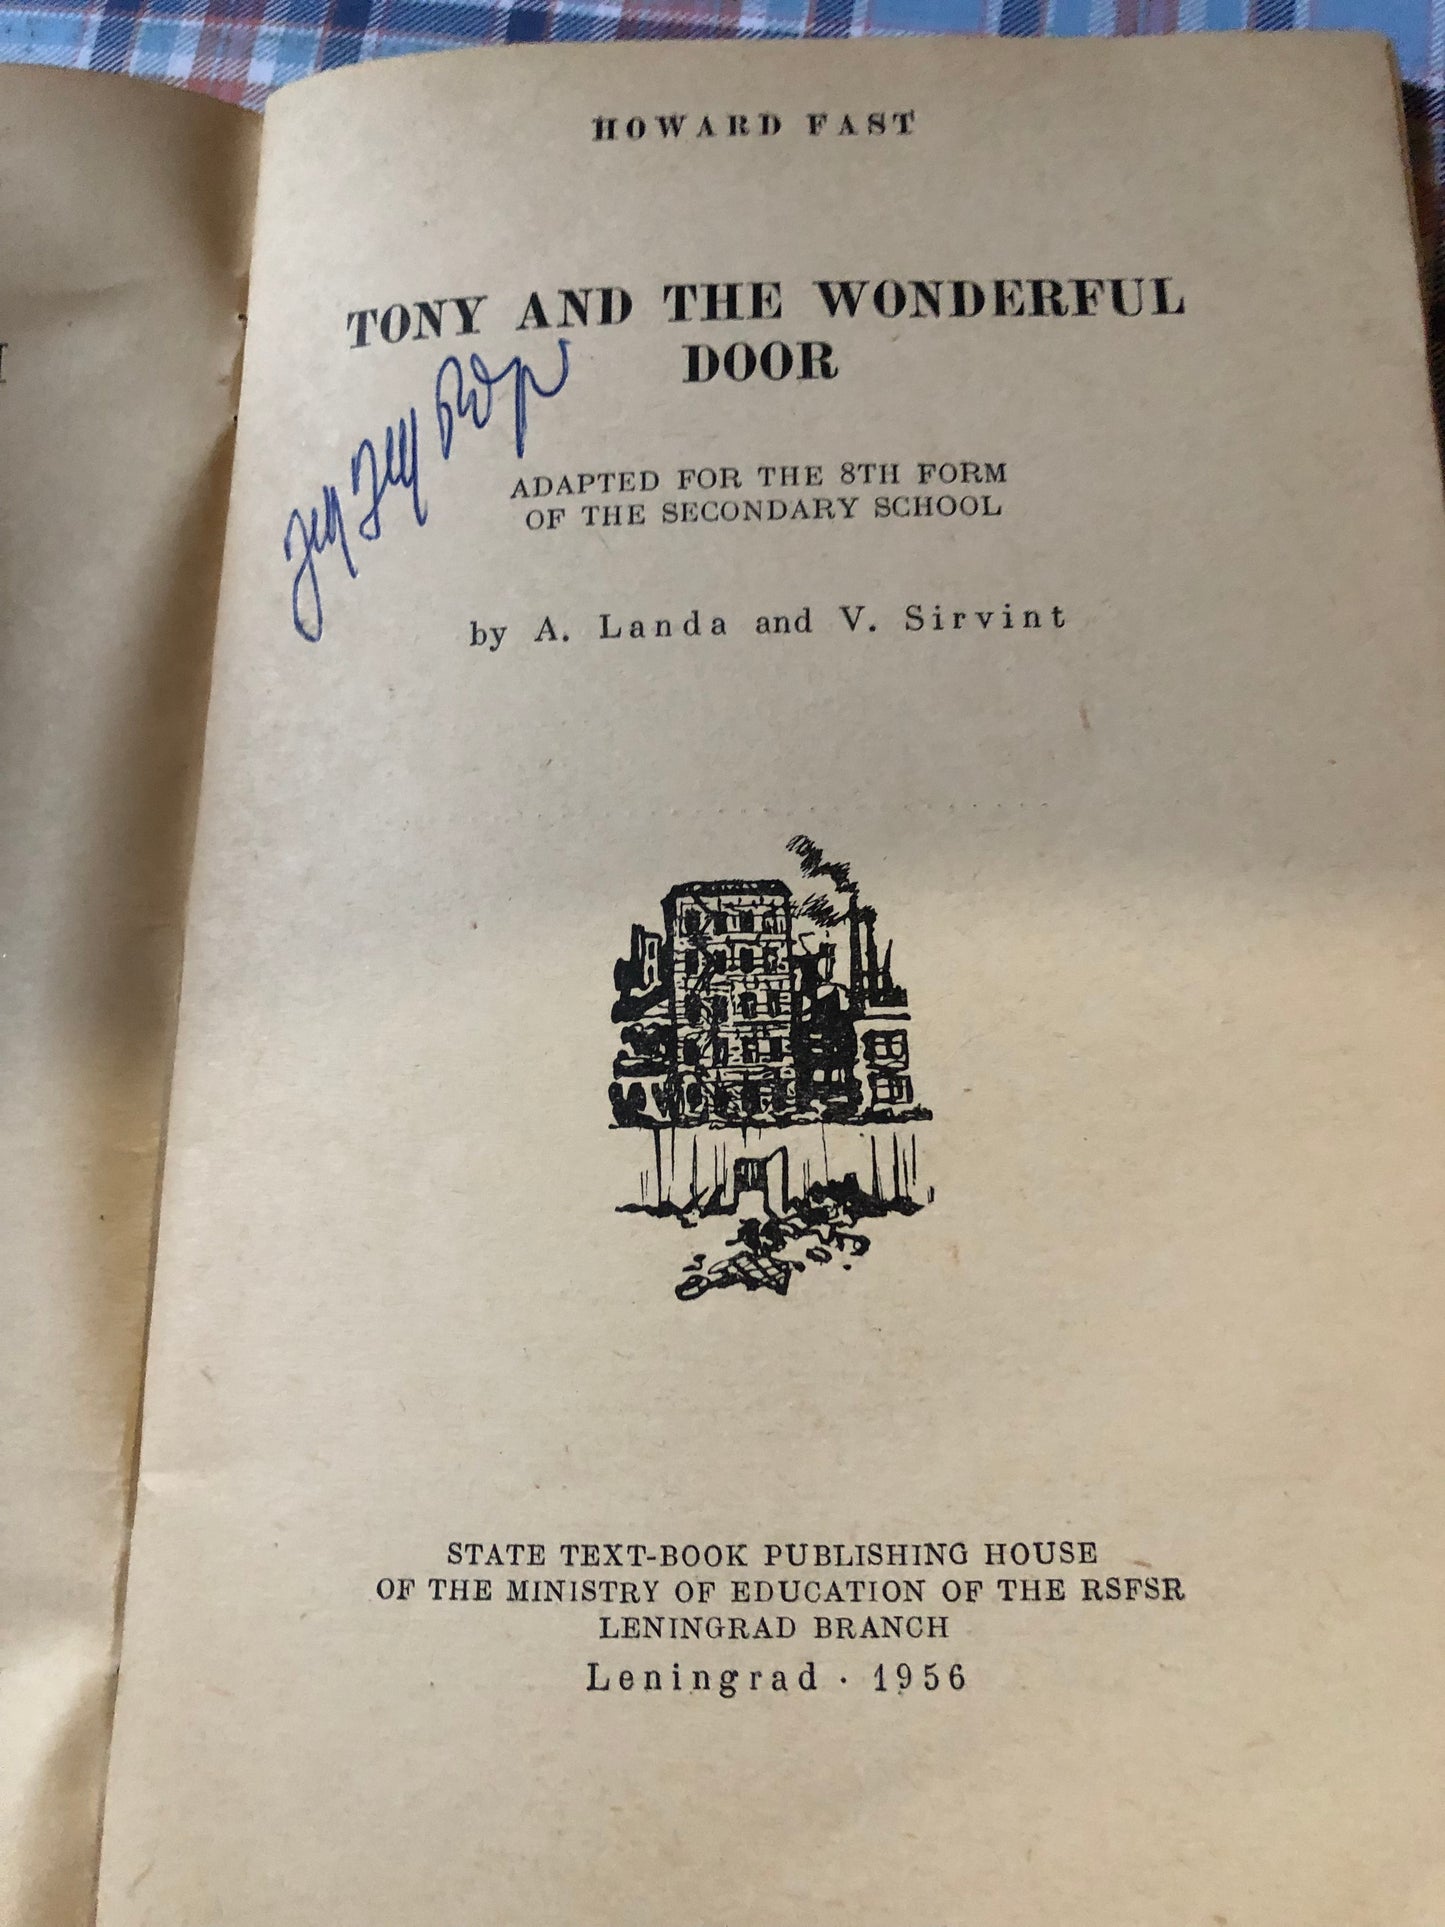 HOWARD FAST
TONY AND THE WONDERFUL
DOOR
ADAPTED FOR THE 8TH FORM
OF THE SECONDARY SCHOOL
by A. Landa and V. Sirvint
STATE TEXT-BOOK PUBLISHING HOUSE
OF THE MINISTRY OF EDUCATION OF THE RSFSR
LENINGRAD BRANCH
Leningrad · 1956